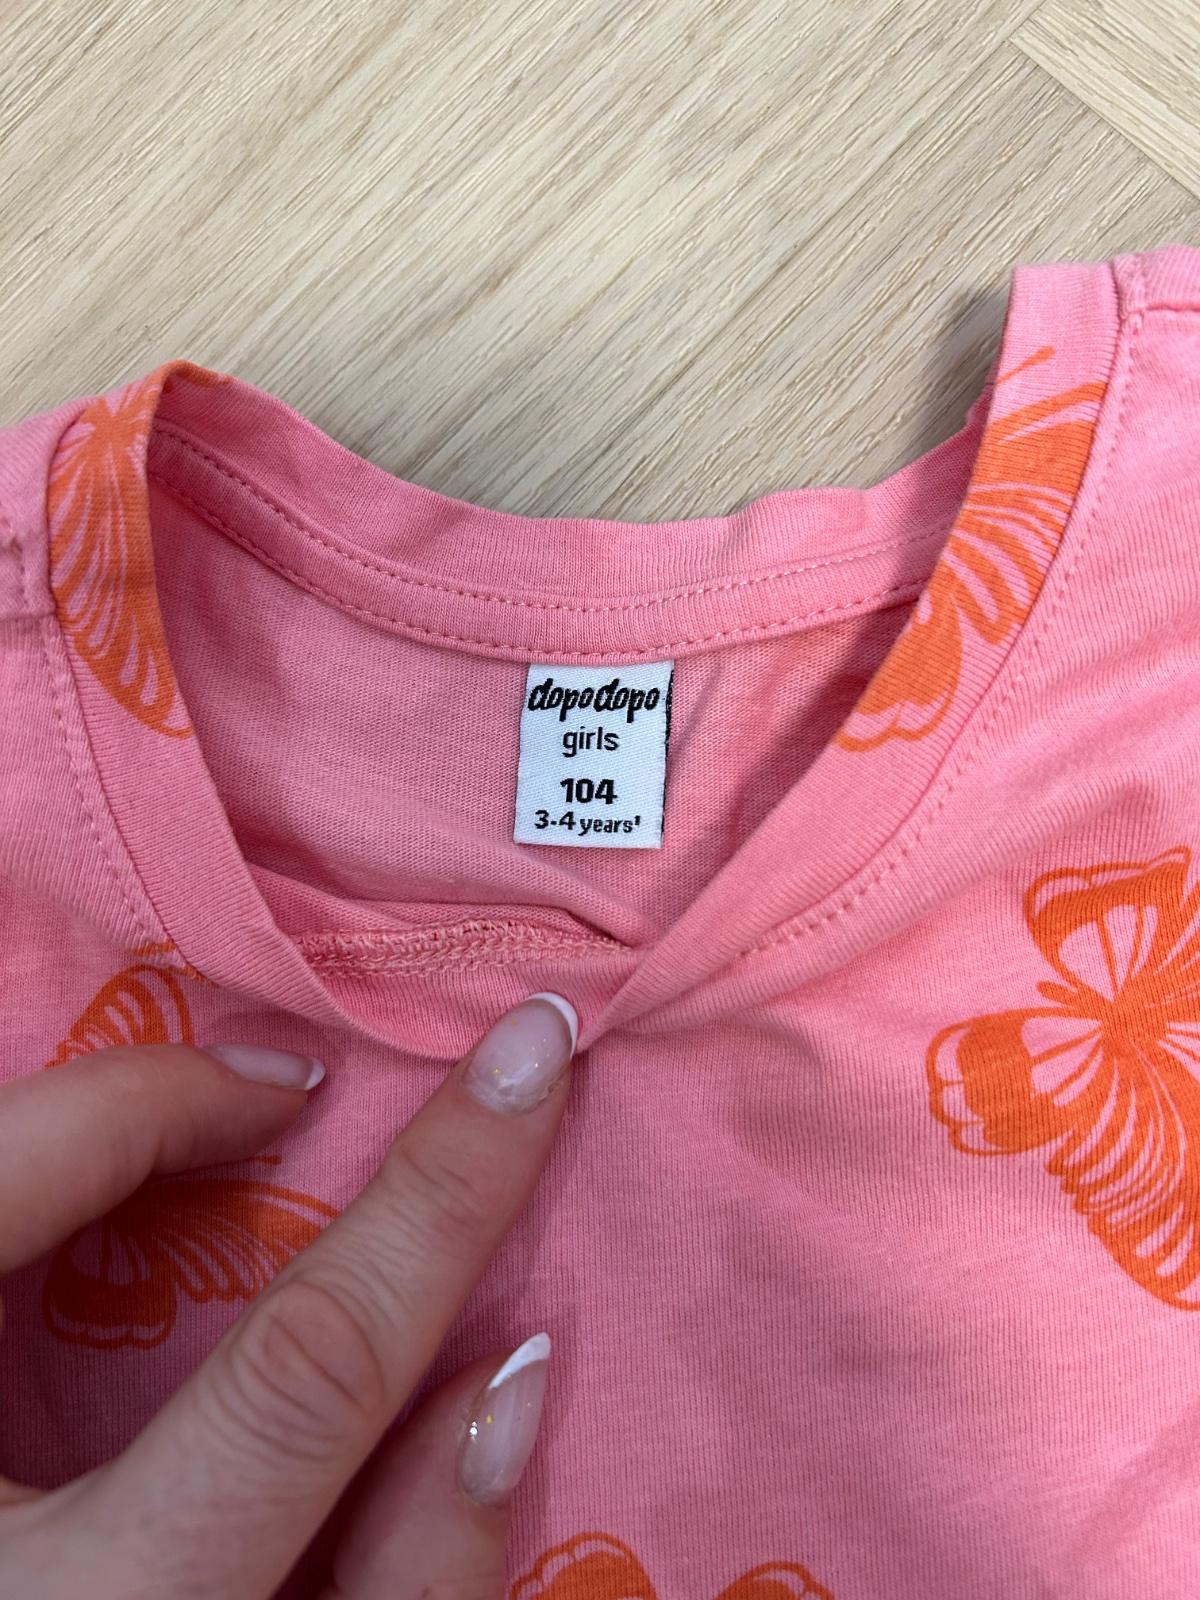 dopodopo
girls
104
3-4 years'